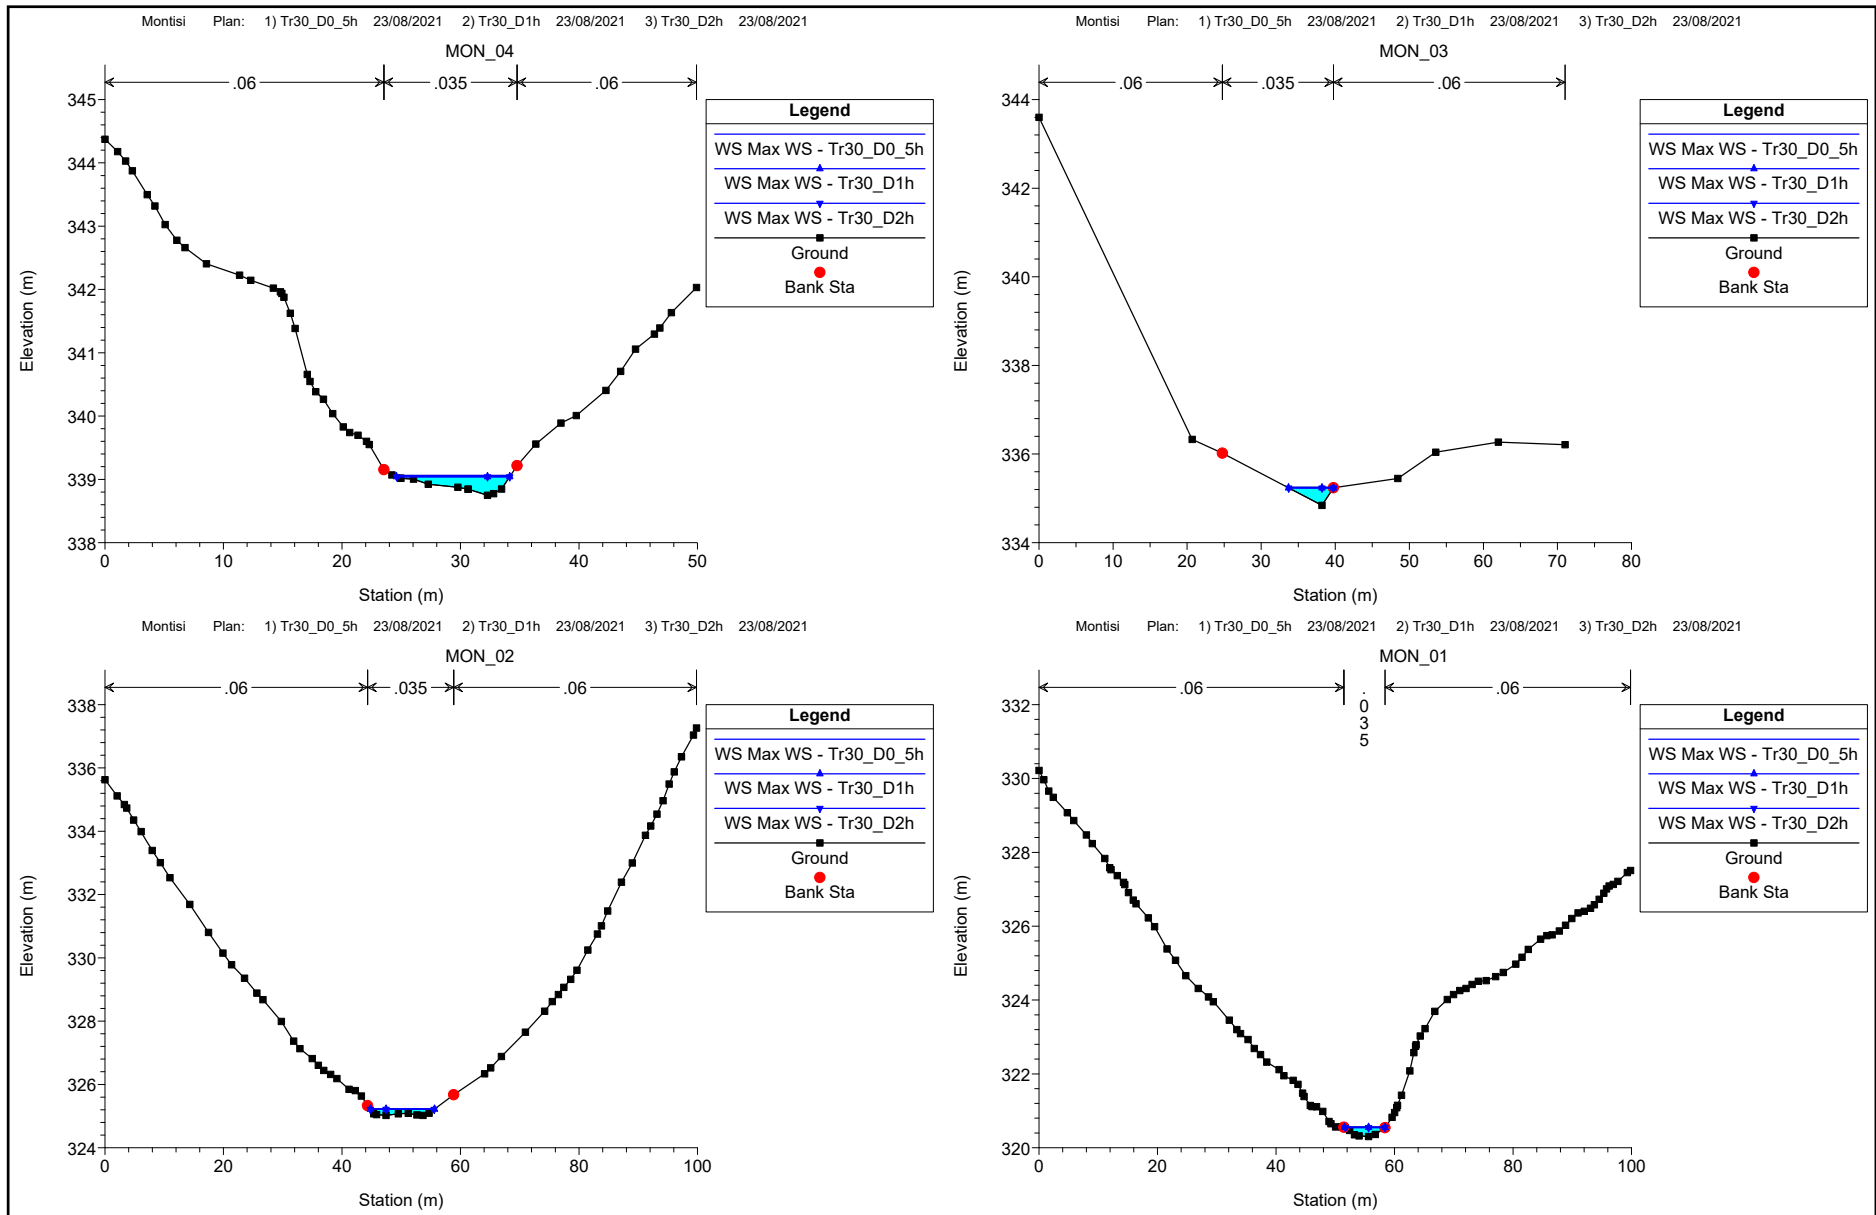 Montisi Plan: 1) Tr30_D0_5h 23/08/2021 2) Tr30_D1h 23/08/2021 3) Tr30_D2h 23/08/2021
MON_04
.06 .035 .06
345
344
343
342
341
340
339
338
Elevation (m)
0 10 20 30 40 50
Station (m)
Legend
WS Max WS - Tr30_D0_5h
WS Max WS - Tr30_D1h
WS Max WS - Tr30_D2h
Ground
Bank Sta
Montisi Plan: 1) Tr30_D0_5h 23/08/2021 2) Tr30_D1h 23/08/2021 3) Tr30_D2h 23/08/2021
MON_03
.06 .035 .06
344
342
340
338
336
334
Elevation (m)
0 10 20 30 40 50 60 70 80
Station (m)
Legend
WS Max WS - Tr30_D0_5h
WS Max WS - Tr30_D1h
WS Max WS - Tr30_D2h
Ground
Bank Sta
Montisi Plan: 1) Tr30_D0_5h 23/08/2021 2) Tr30_D1h 23/08/2021 3) Tr30_D2h 23/08/2021
MON_02
.06 .035 .06
338
336
334
332
330
328
326
324
Elevation (m)
0 20 40 60 80 100
Station (m)
Legend
WS Max WS - Tr30_D0_5h
WS Max WS - Tr30_D1h
WS Max WS - Tr30_D2h
Ground
Bank Sta
Montisi Plan: 1) Tr30_D0_5h 23/08/2021 2) Tr30_D1h 23/08/2021 3) Tr30_D2h 23/08/2021
MON_01
.06 .035 .06
332
330
328
326
324
322
320
Elevation (m)
0 20 40 60 80 100
Station (m)
Legend
WS Max WS - Tr30_D0_5h
WS Max WS - Tr30_D1h
WS Max WS - Tr30_D2h
Ground
Bank Sta